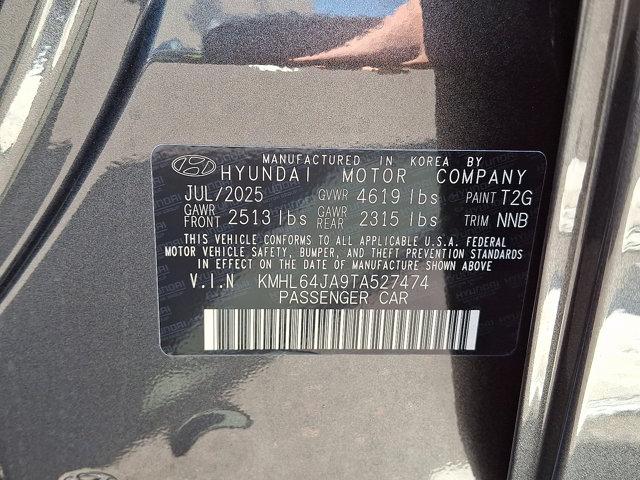 MANUFACTURED IN KOREA BY
HYUNDAI MOTOR COMPANY
JUL/2025 GVWR 4619 lbs PAINT T2G
GAWR FRONT 2513 lbs GAWR REAR 2315 lbs TRIM NNB
THIS VEHICLE CONFORMS TO ALL APPLICABLE U.S.A. FEDERAL
MOTOR VEHICLE SAFETY, BUMPER, AND THEFT PREVENTION STANDARDS
IN EFFECT ON THE DATE OF MANUFACTURE SHOWN ABOVE
V.I.N KMHL64JA9TA527474
PASSENGER CAR